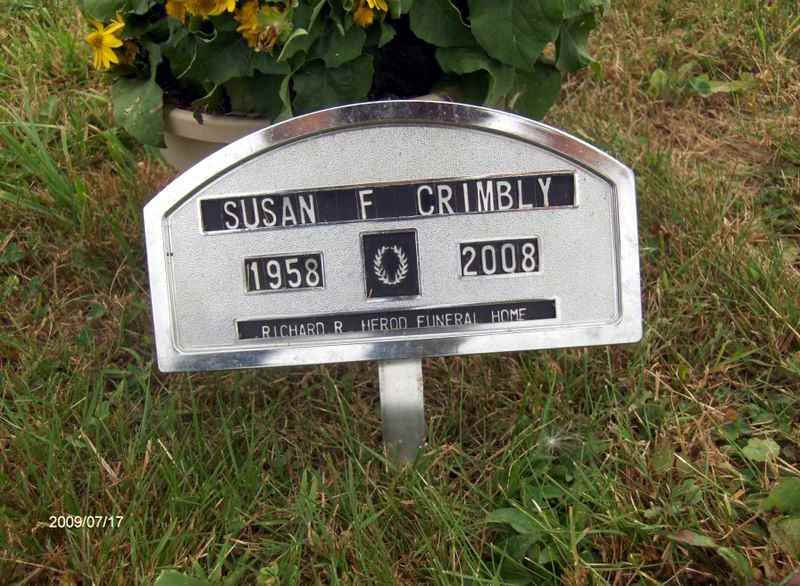 SUSAN F CRIMBLY
1958 2008
RICHARD R. HEROD FUNERAL HOME
2009/07/17